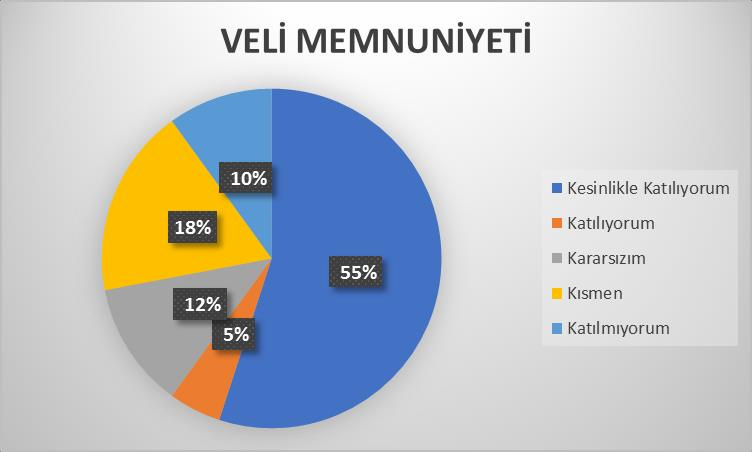 VELİ MEMNUNİYETİ
10%
18%
12%
5%
55%
Kesinlikle Katılıyorum
Katılıyorum
Kararsızım
Kısmen
Katılmıyorum